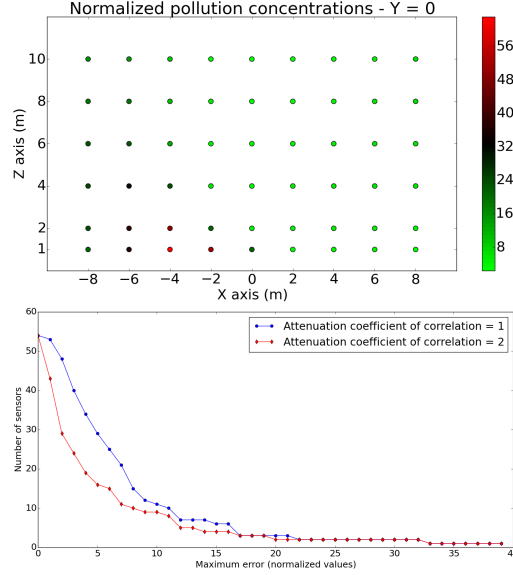 Normalized pollution concentrations - Y = 0
10
8
6
4
2
1
Z axis (m)
−8 −6 −4 −2 0 2 4 6 8
X axis (m)
56
48
40
32
24
16
8
60
50
40
30
20
10
0
Number of sensors
Attenuation coefficient of correlation = 1
Attenuation coefficient of correlation = 2
0 5 10 15 20 25 30 35 4
Maximum error (normalized values)